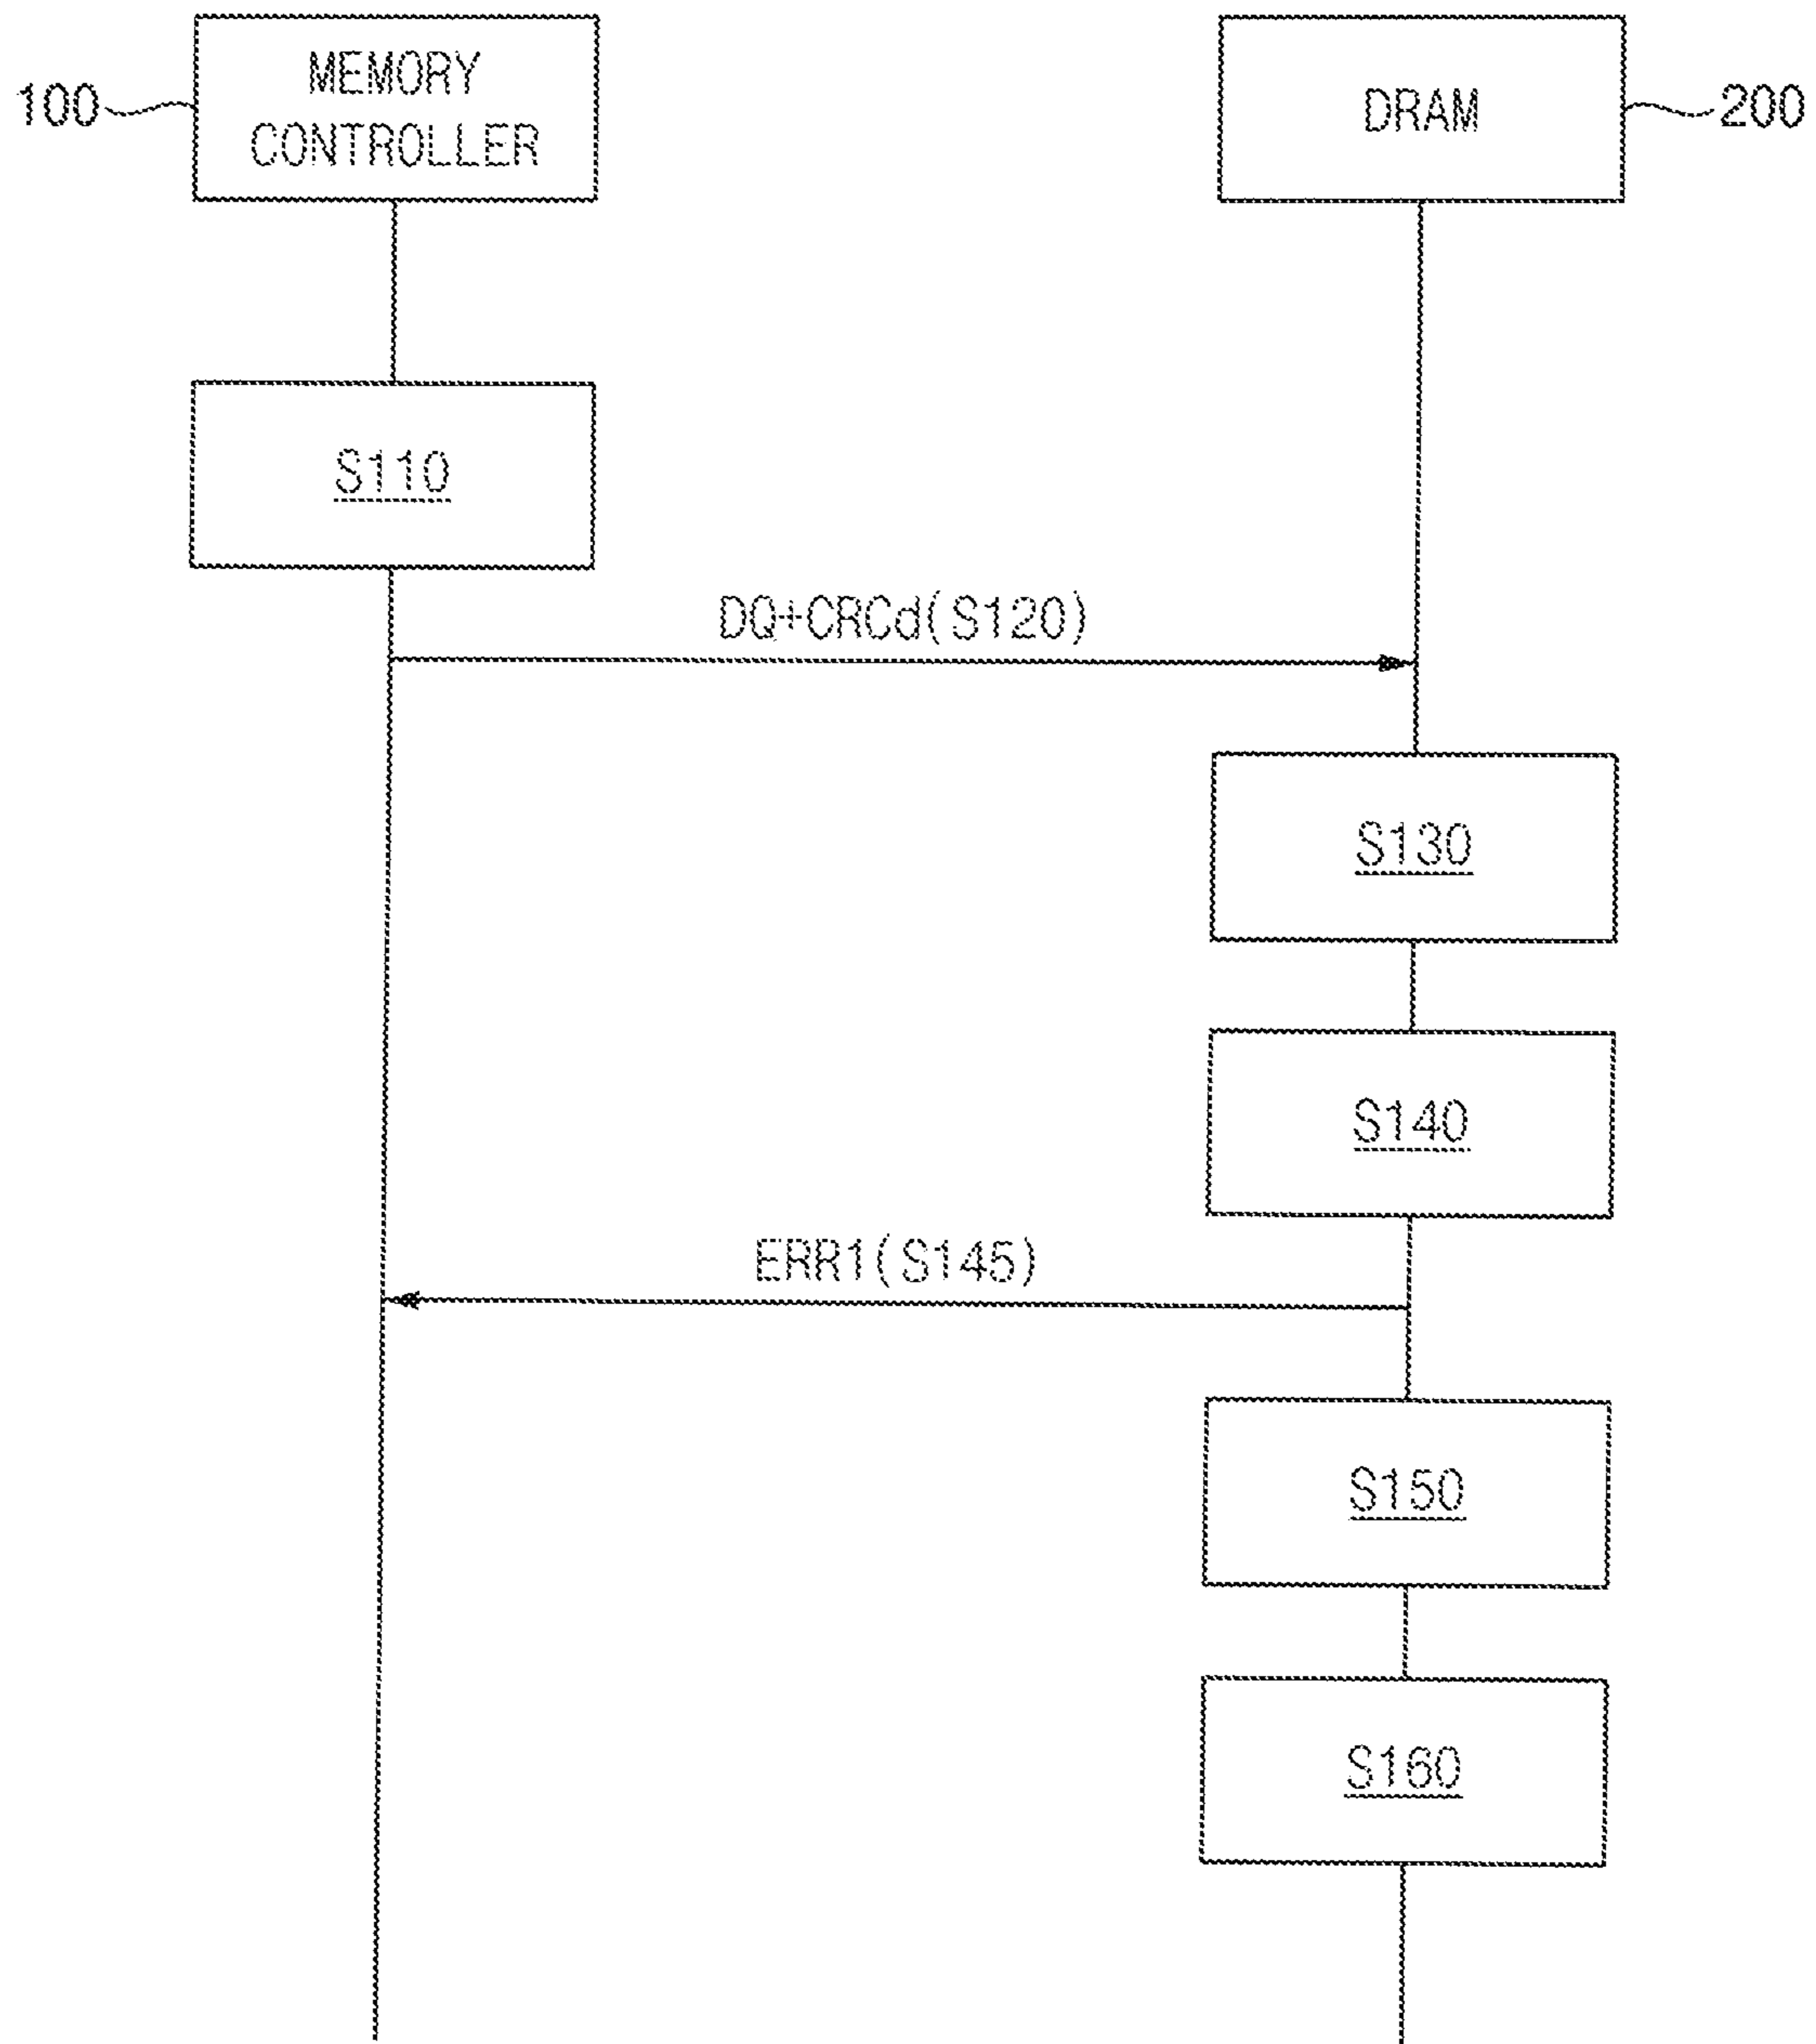 100
MEMORY
CONTROLLER
DRAM
200
S110
DQ+CRCd(S120)
S130
S140
ERR1(S145)
S150
S160